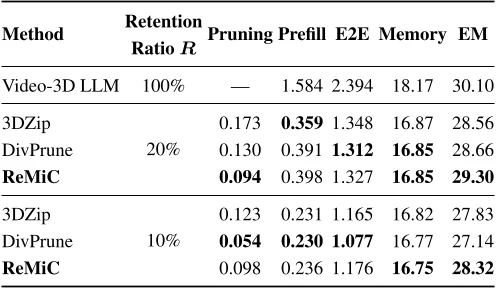 Method Retention Ratio R Pruning Prefill E2E Memory EM
Video-3D LLM 100% — 1.584 2.394 18.17 30.10
3DZip 0.173 0.359 1.348 16.87 28.56
DivPrune 20% 0.130 0.391 1.312 16.85 28.66
ReMiC 0.094 0.398 1.327 16.85 29.30
3DZip 0.123 0.231 1.165 16.82 27.83
DivPrune 10% 0.054 0.230 1.077 16.77 27.14
ReMiC 0.098 0.236 1.176 16.75 28.32